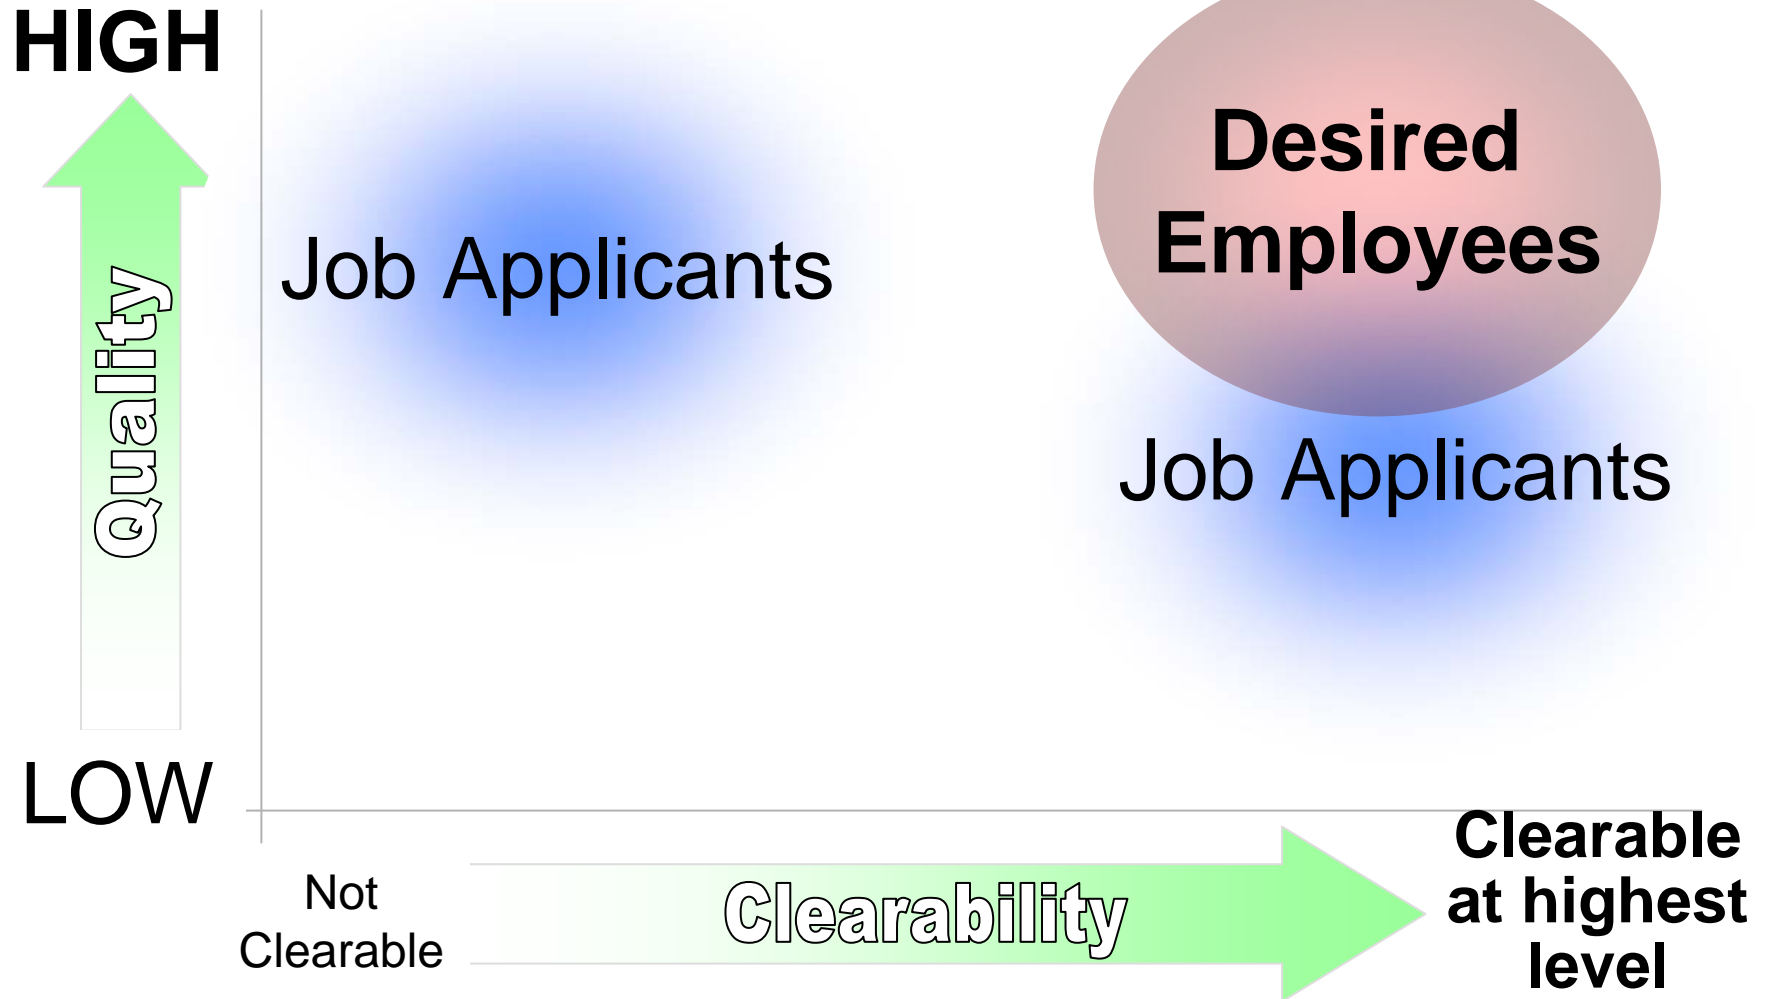 HIGH
Desired
Employees
Job Applicants
Quality
Job Applicants
LOW
Clearable
at highest
level
Not
Clearable
Clearability